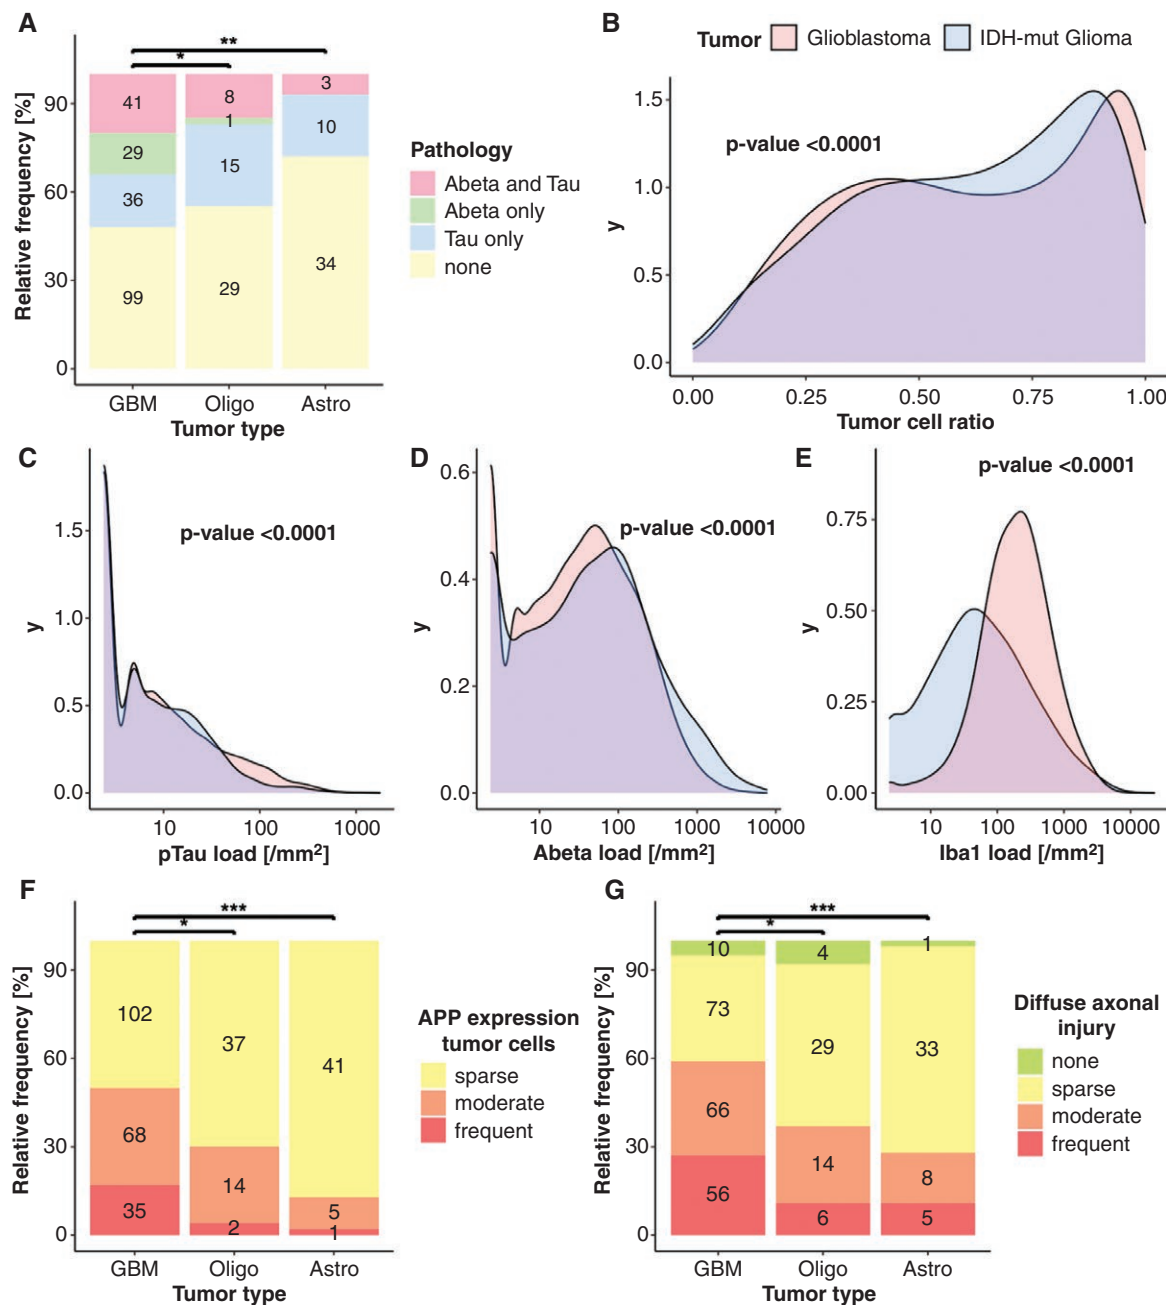 A
**
*
Relative frequency [%]
90
60
30
0
41
29
36
99
8
1
15
29
3
10
34
GBM
Oligo
Astro
Tumor type
Pathology
Abeta and Tau
Abeta only
Tau only
none
B
Tumor
Glioblastoma
IDH-mut Glioma
p-value <0.0001
y
1.5
1.0
0.5
0.0
0.00
0.25
0.50
0.75
1.00
Tumor cell ratio
C
p-value <0.0001
y
1.5
1.0
0.5
0.0
10
100
1000
pTau load [/mm²]
D
p-value <0.0001
y
0.6
0.4
0.2
0.0
10
100
1000
10000
Abeta load [/mm²]
E
p-value <0.0001
y
0.75
0.50
0.25
0.00
10
100
1000
10000
Iba1 load [/mm²]
F
***
*
Relative frequency [%]
90
60
30
0
102
68
35
37
14
2
41
5
1
GBM
Oligo
Astro
Tumor type
APP expression
tumor cells
sparse
moderate
frequent
G
***
*
Relative frequency [%]
90
60
30
0
10
73
66
56
4
29
14
6
1
33
8
5
GBM
Oligo
Astro
Tumor type
Diffuse axonal
injury
none
sparse
moderate
frequent